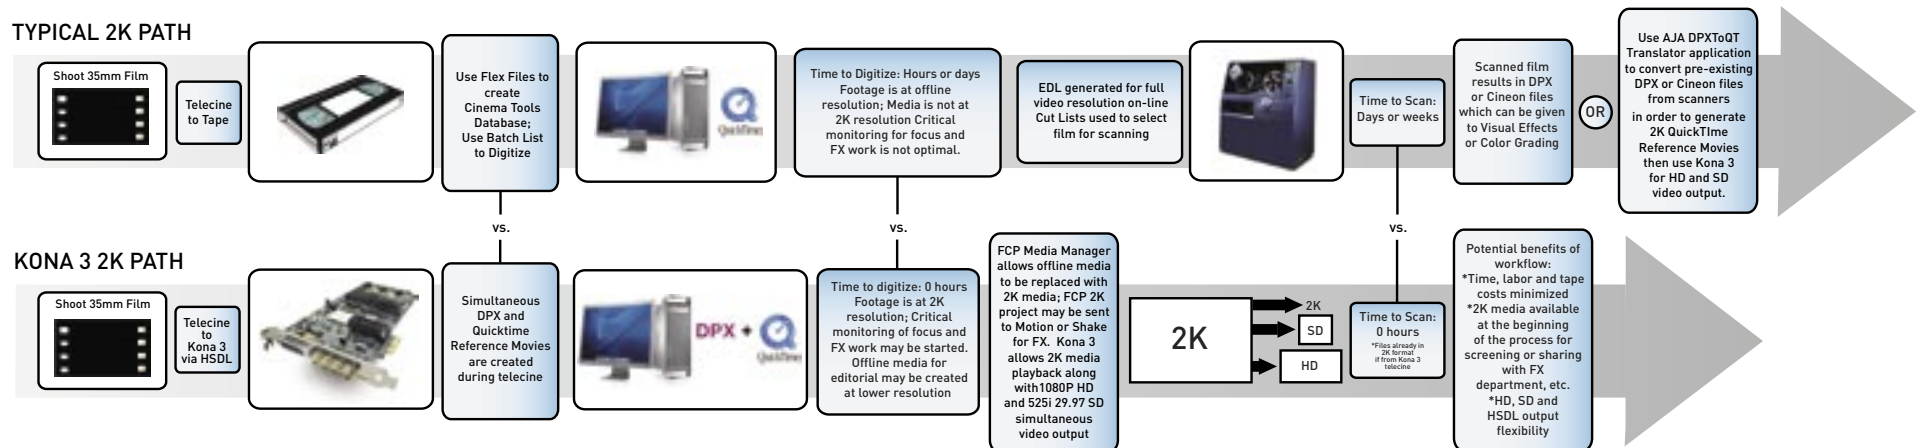 TYPICAL 2K PATH
Shoot 35mm Film
Telecine
to Tape
Use Flex Files to
create
Cinema Tools
Database;
Use Batch List
to Digitize
QuickTime
Time to Digitize: Hours or days
Footage is at offline
resolution; Media is not at
2K resolution Critical
monitoring for focus and
FX work is not optimal.
EDL generated for full
video resolution on-line
Cut Lists used to select
film for scanning
Time to Scan:
Days or weeks
Scanned film
results in DPX
or Cineon files
which can be given
to Visual Effects
or Color Grading
OR
Use AJA DPXToQT
Translator application
to convert pre-existing
DPX or Cineon files
from scanners
in order to generate
2K QuickTIme
Reference Movies
then use Kona 3
for HD and SD
video output.
vs.
vs.
vs.
KONA 3 2K PATH
Shoot 35mm Film
Telecine
to
Kona 3
via HSDL
Simultaneous
DPX and
Quicktime
Reference Movies
are created
during telecine
DPX +
QuickTime
Time to digitize: 0 hours
Footage is at 2K
resolution; Critical
monitoring of focus and
FX work may be started.
Offline media for
editorial may be created
at lower resolution
FCP Media Manager
allows offline media
to be replaced with
2K media; FCP 2K
project may be sent
to Motion or Shake
for FX. Kona 3
allows 2K media
playback along
with1080P HD
and 525i 29.97 SD
simultaneous
video output
2K
2K
SD
HD
Time to Scan:
0 hours
*Files already in
2K format
if from Kona 3
telecine
Potential benefits of
workflow:
*Time, labor and tape
costs minimized
*2K media available
at the beginning
of the process for
screening or sharing
with FX
department, etc.
*HD, SD and
HSDL output
flexibility